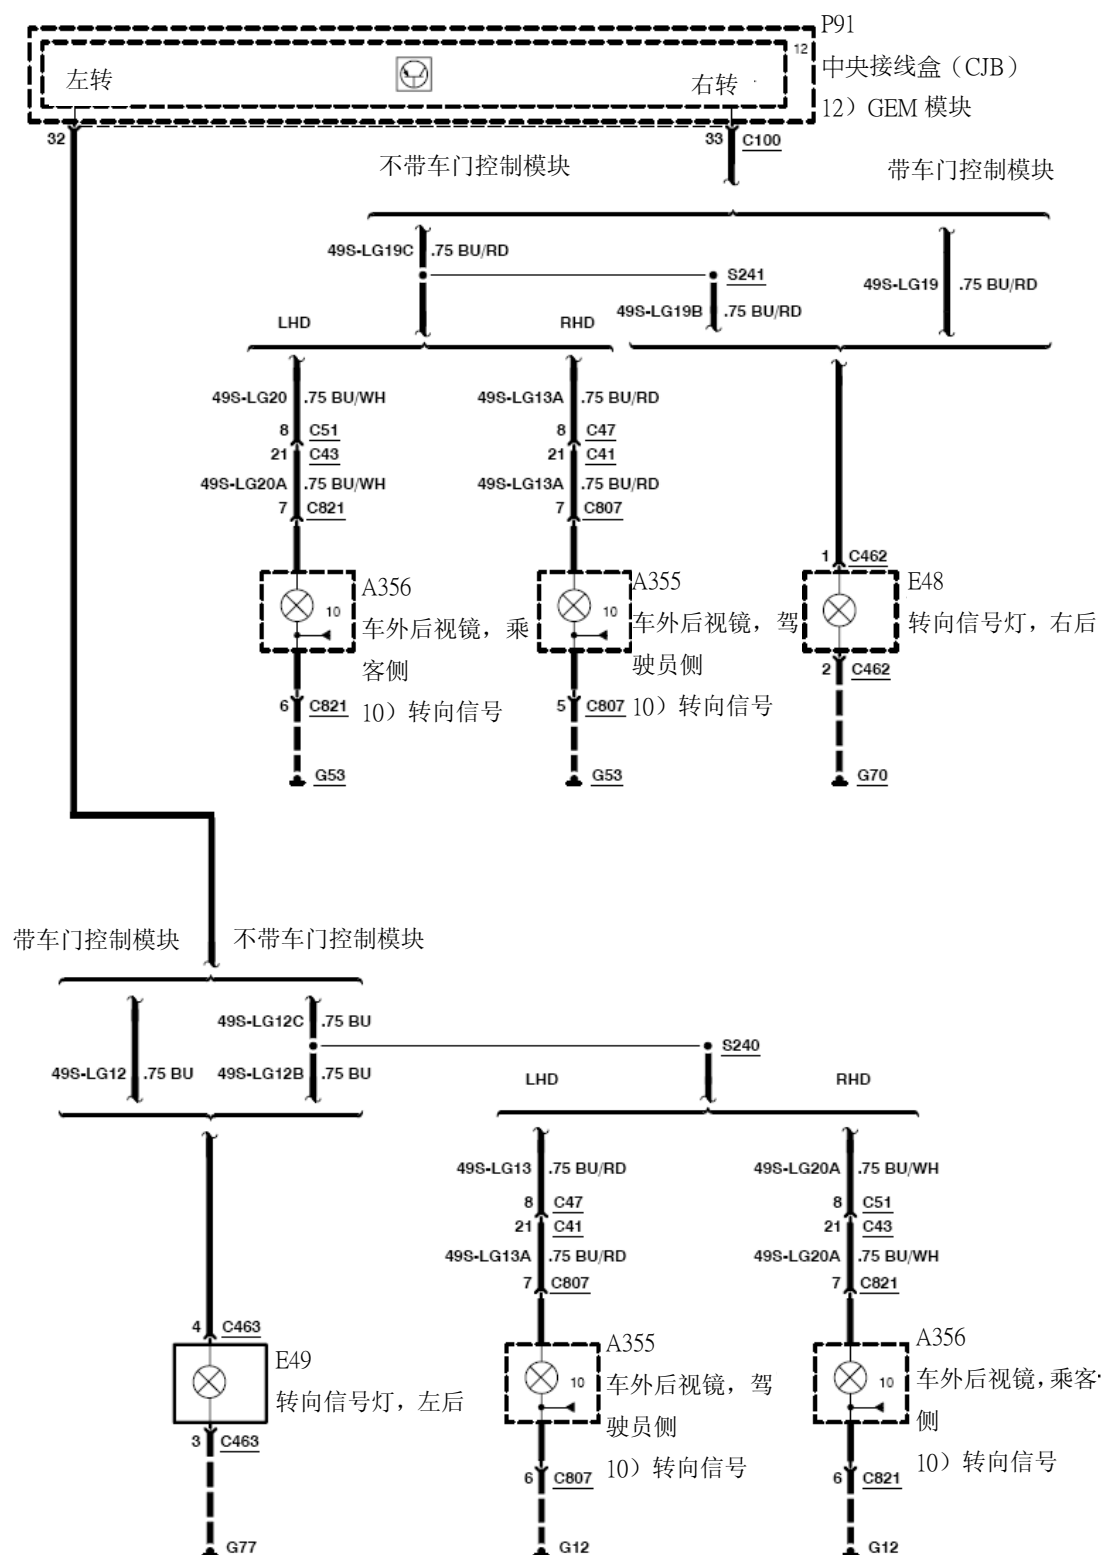 P91
12
左转
右转
中央接线盒（CJB）
12）GEM 模块
32
33 C100
不带车门控制模块
带车门控制模块
49S-LG19C .75 BU/RD
S241
49S-LG19 .75 BU/RD
49S-LG19B .75 BU/RD
LHD
RHD
49S-LG20 .75 BU/WH
49S-LG13A .75 BU/RD
8 C51
8 C47
21 C43
21 C41
49S-LG20A .75 BU/WH
49S-LG13A .75 BU/RD
7 C821
7 C807
1 C462
10
A356
车外后视镜，乘
客侧
10）转向信号
10
A355
车外后视镜，驾
驶员侧
10）转向信号
E48
转向信号灯，右后
2 C462
6 C821
5 C807
G53
G53
G70
带车门控制模块
不带车门控制模块
49S-LG12C .75 BU
S240
49S-LG12 .75 BU
49S-LG12B .75 BU
LHD
RHD
49S-LG13 .75 BU/RD
49S-LG20A .75 BU/WH
8 C47
8 C51
21 C41
21 C43
49S-LG13A .75 BU/RD
49S-LG20A .75 BU/WH
7 C807
7 C821
4 C463
E49
转向信号灯，左后
10
A355
车外后视镜，驾
驶员侧
10）转向信号
10
A356
车外后视镜，乘客
侧
10）转向信号
3 C463
6 C807
6 C821
G77
G12
G12